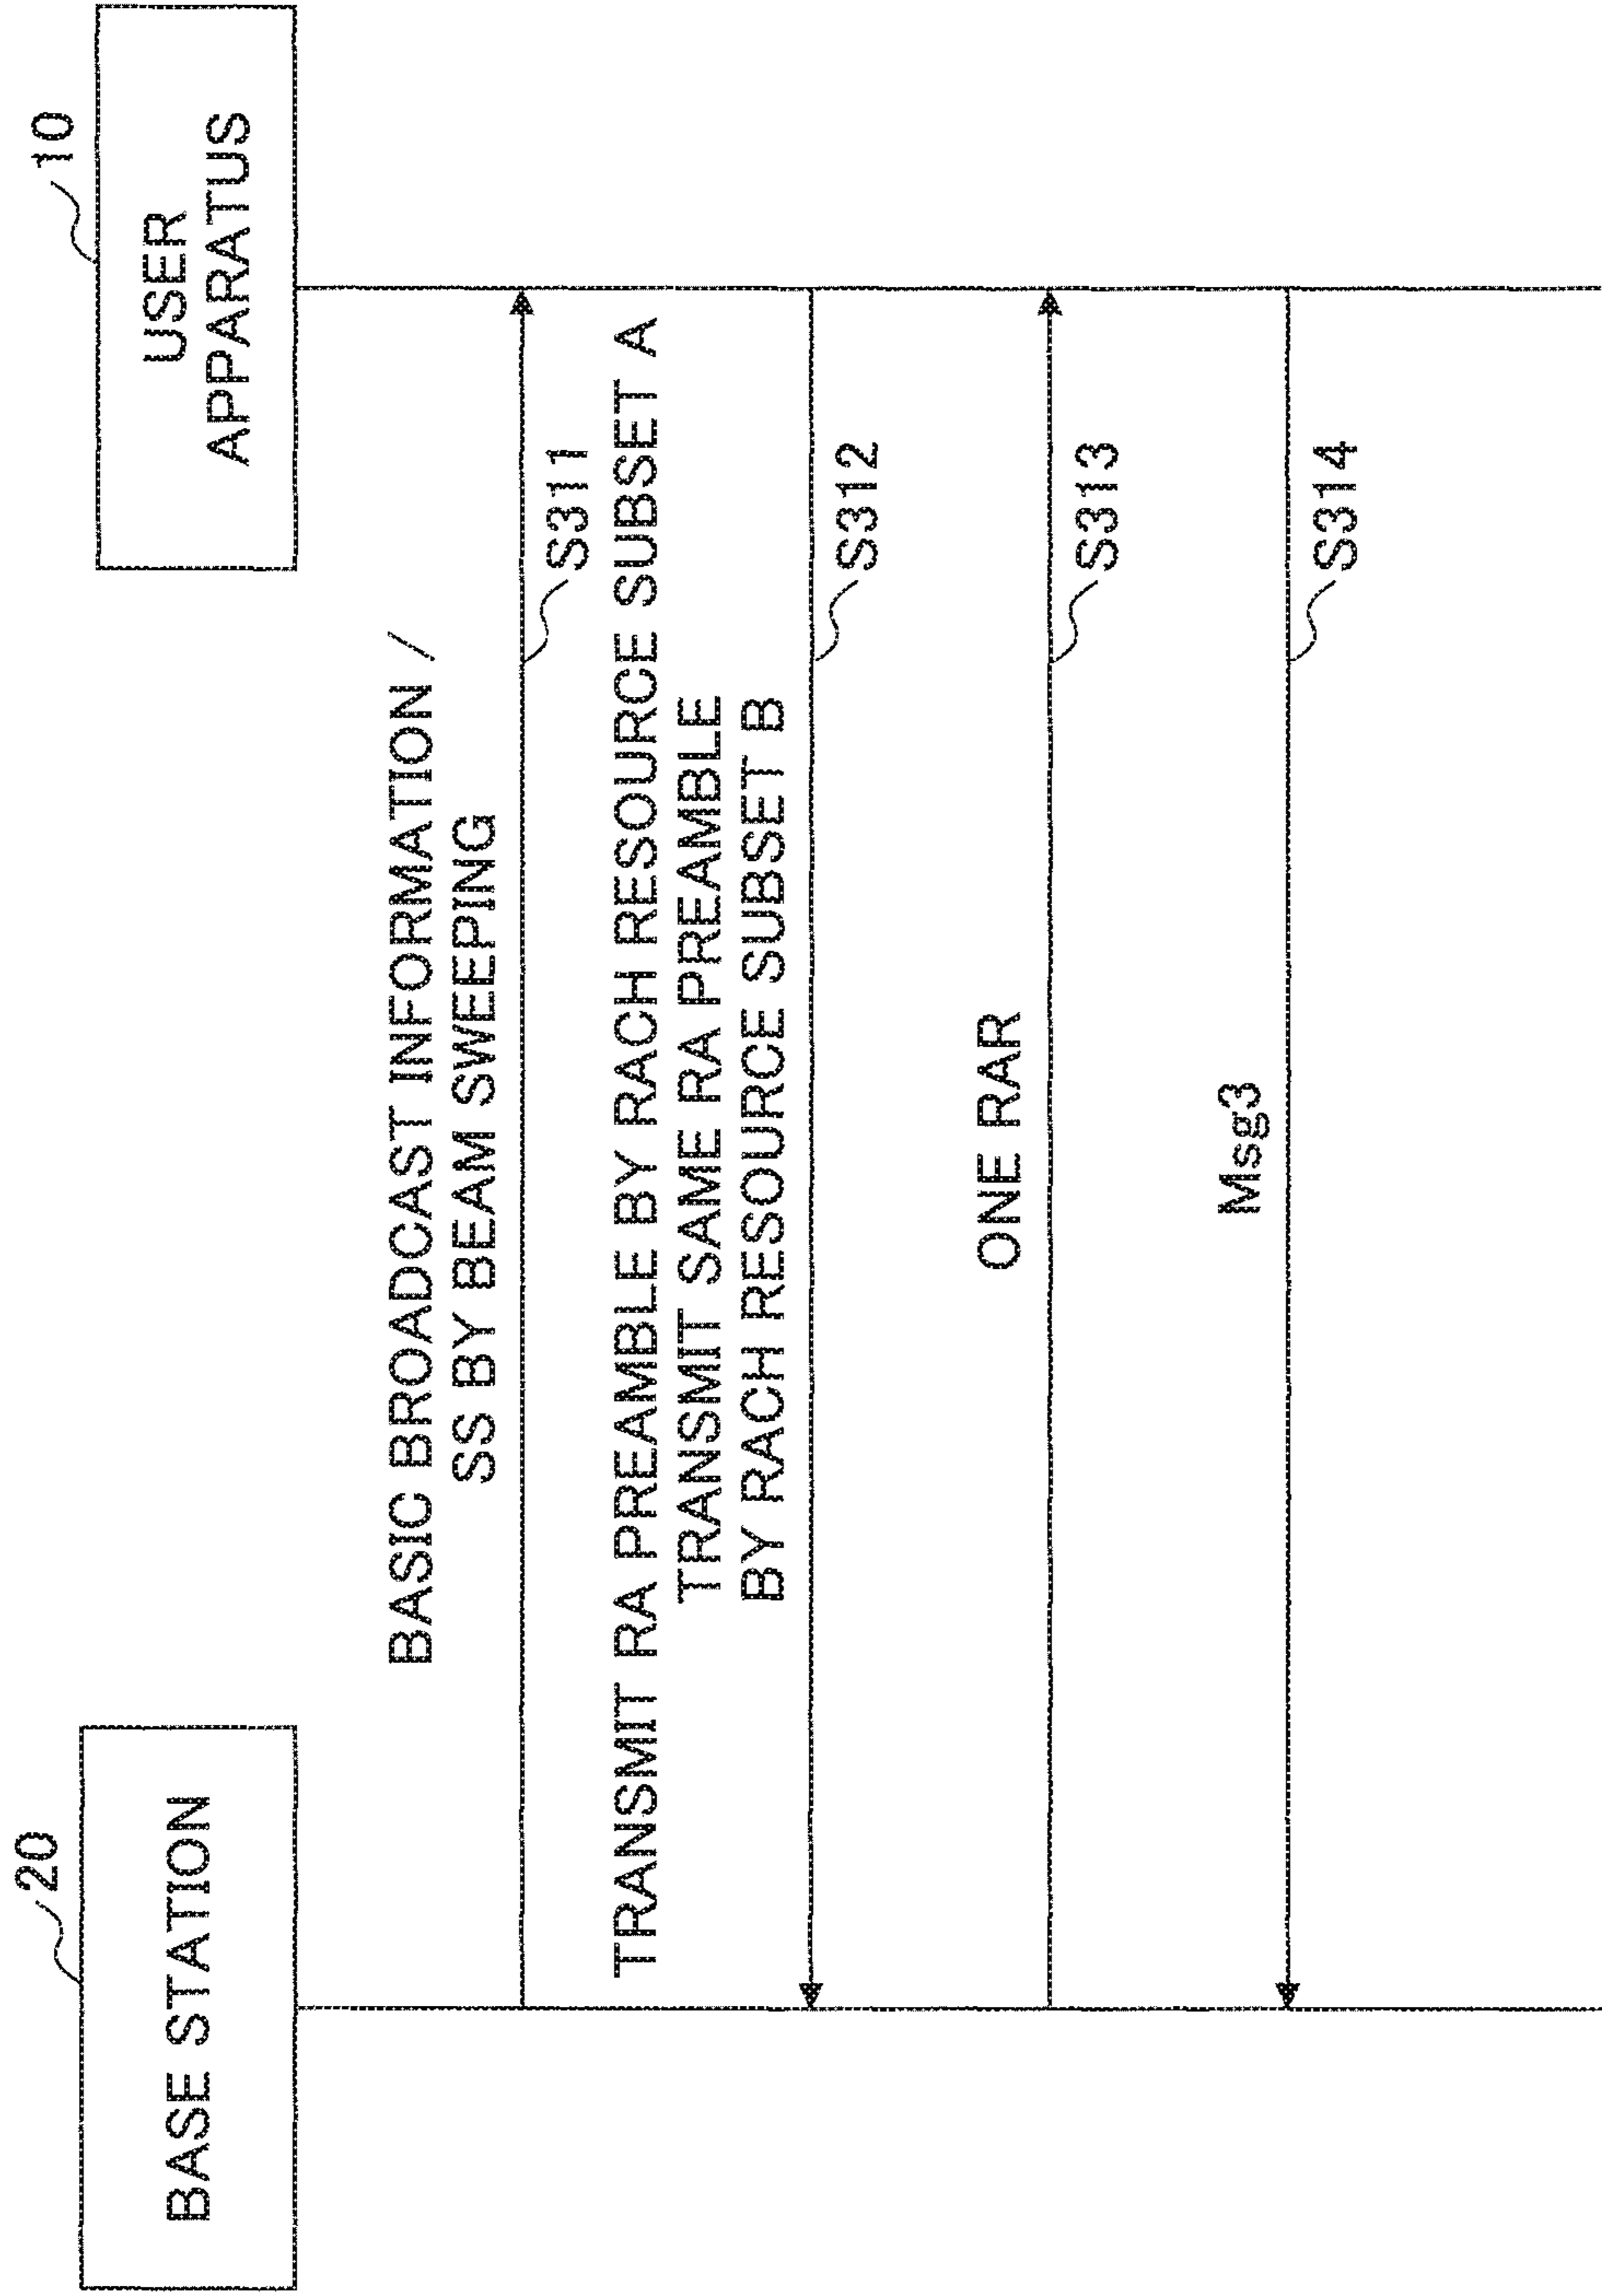 20
BASE STATION
10
USER
APPARATUS
BASIC BROADCAST INFORMATION /
SS BY BEAM SWEEPING
S311
TRANSMIT RA PREAMBLE BY RACH RESOURCE SUBSET A
TRANSMIT SAME RA PREAMBLE
BY RACH RESOURCE SUBSET B
S312
ONE RAR
S313
Msg3
S314